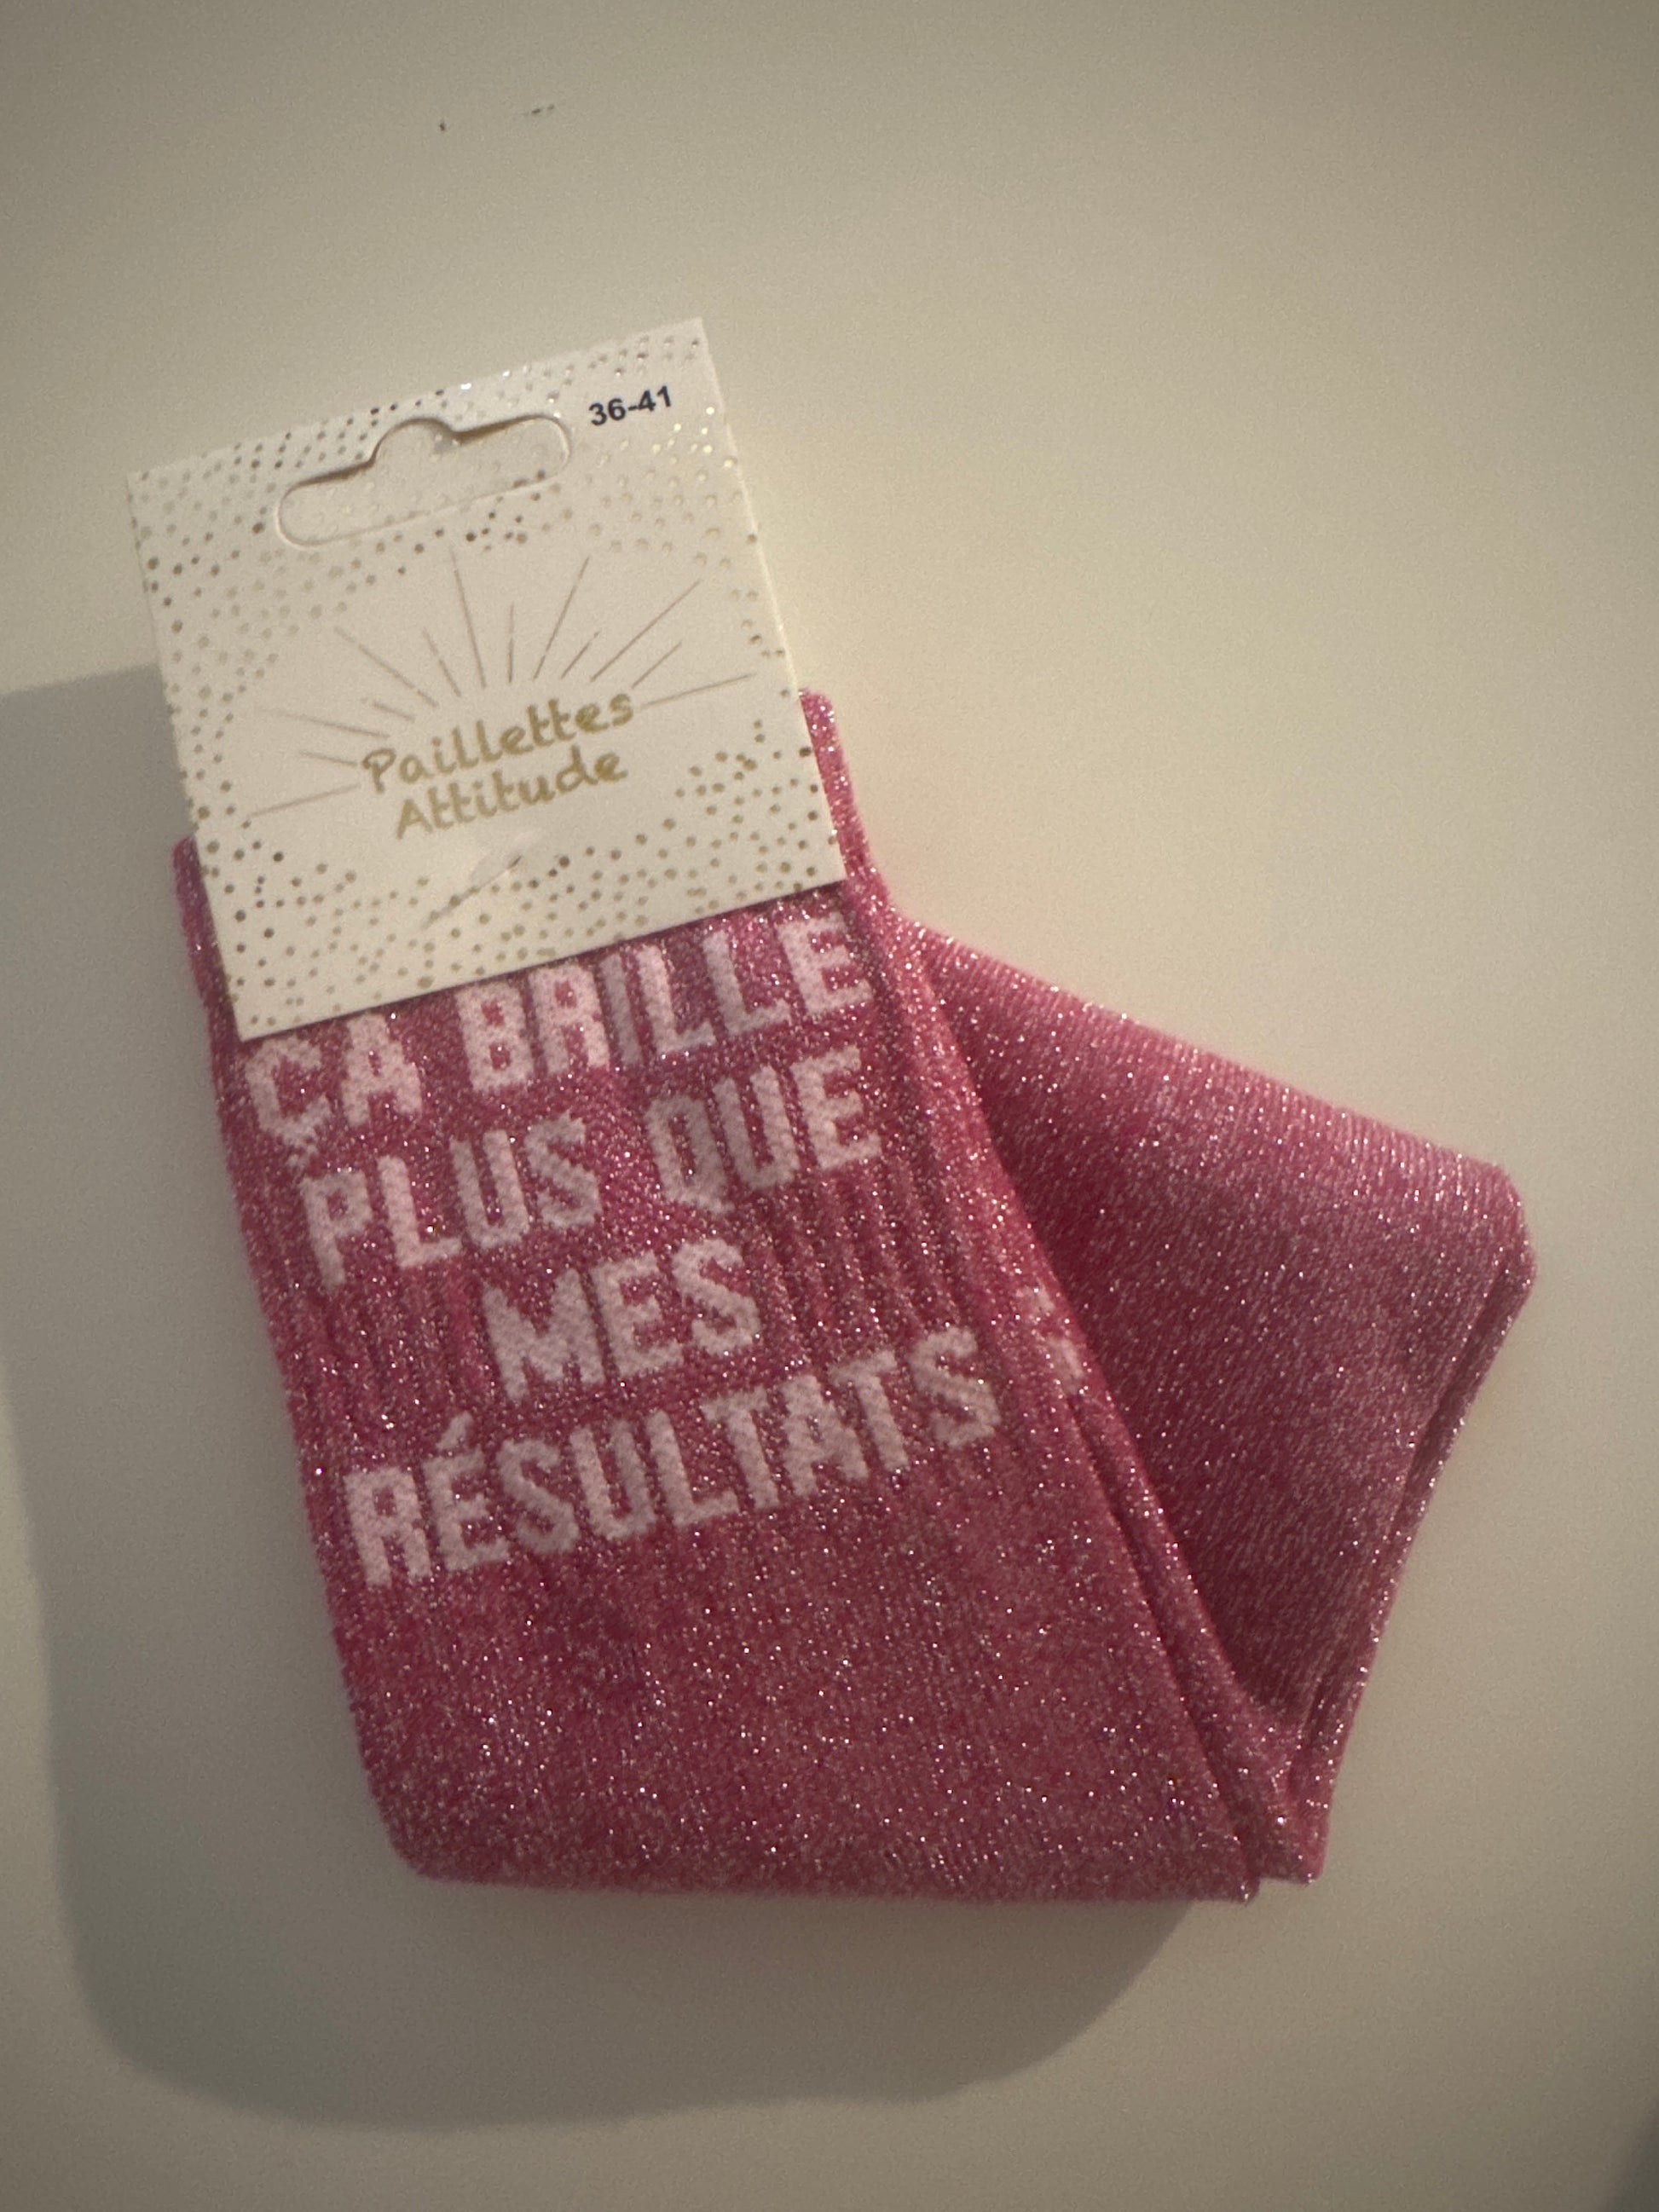 36-41
Paillettes
Attitude
ÇA BRILLE
PLUS QUE
MES
RÉSULTATS